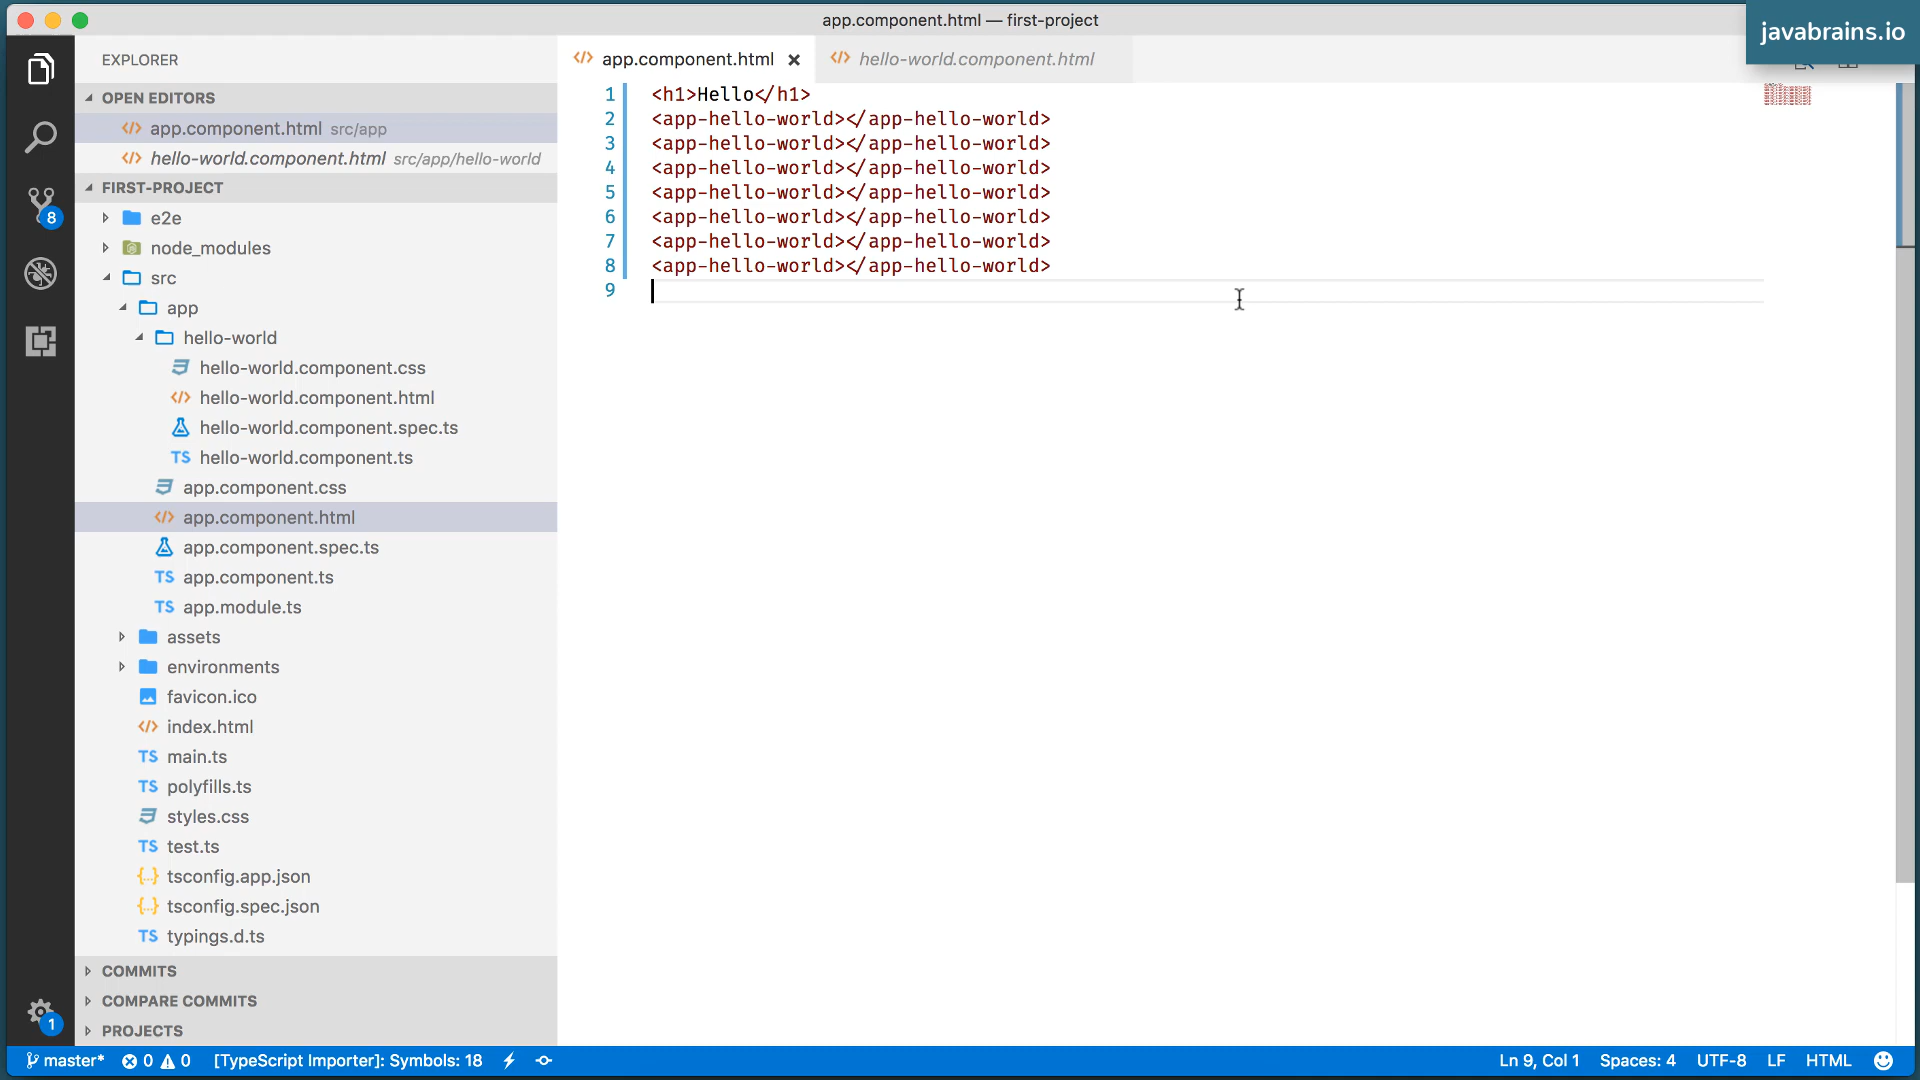 app.component.html — first-project
javabrains.io
EXPLORER
app.component.html
hello-world.component.html
OPEN EDITORS
app.component.html src/app
hello-world.component.html src/app/hello-world
FIRST-PROJECT
e2e
node_modules
src
app
hello-world
hello-world.component.css
hello-world.component.html
hello-world.component.spec.ts
TS hello-world.component.ts
app.component.css
app.component.html
app.component.spec.ts
TS app.component.ts
TS app.module.ts
assets
environments
favicon.ico
index.html
TS main.ts
TS polyfills.ts
styles.css
TS test.ts
{..} tsconfig.app.json
{..} tsconfig.spec.json
TS typings.d.ts
COMMITS
COMPARE COMMITS
PROJECTS
8
1
1 <h1>Hello</h1>
2 <app-hello-world></app-hello-world>
3 <app-hello-world></app-hello-world>
4 <app-hello-world></app-hello-world>
5 <app-hello-world></app-hello-world>
6 <app-hello-world></app-hello-world>
7 <app-hello-world></app-hello-world>
8 <app-hello-world></app-hello-world>
9
master* 0 0 [TypeScript Importer]: Symbols: 18 Ln 9, Col 1 Spaces: 4 UTF-8 LF HTML